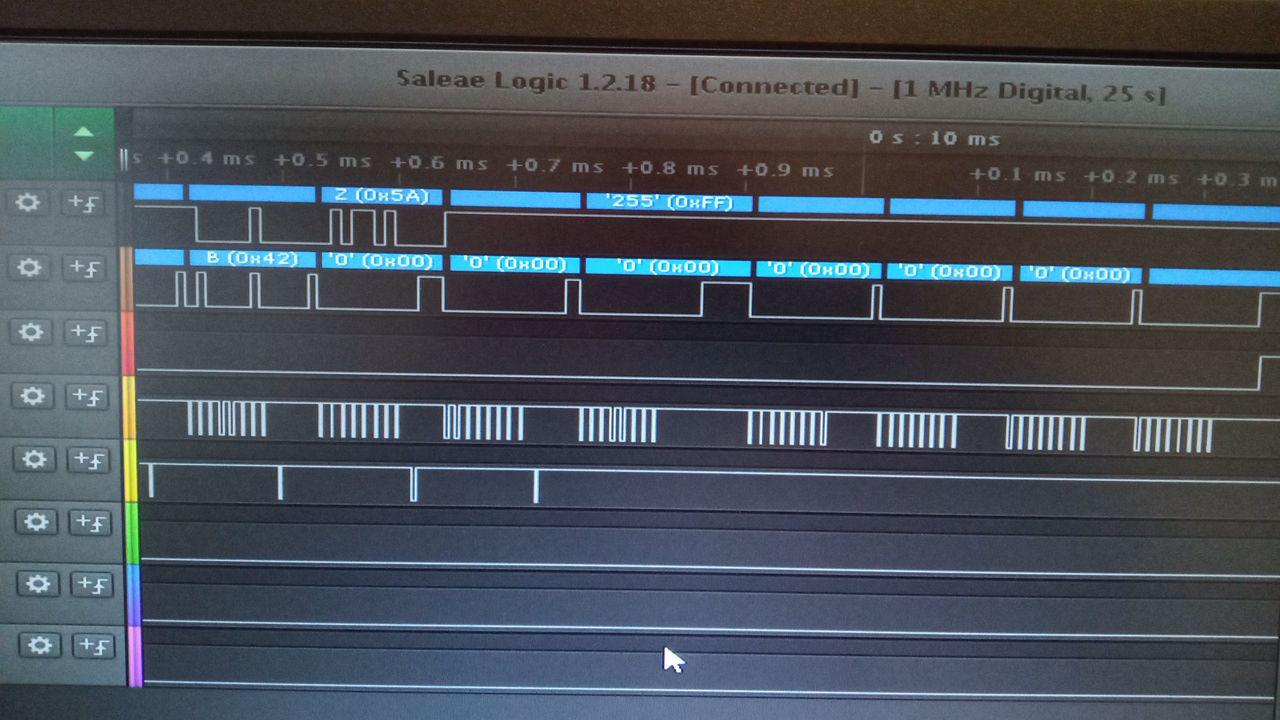 Saleae Logic 1.2.18 – [Connected] – [1 MHz Digital, 25 s]
0 s : 10 ms
s +0.4 ms +0.5 ms +0.6 ms +0.7 ms +0.8 ms +0.9 ms +0.1 ms +0.2 ms +0.3 m
Z (0x5A) '255' (0xFF)
B (0x42) '0' (0x00) '0' (0x00) '0' (0x00) '0' (0x00) '0' (0x00) '0' (0x00)